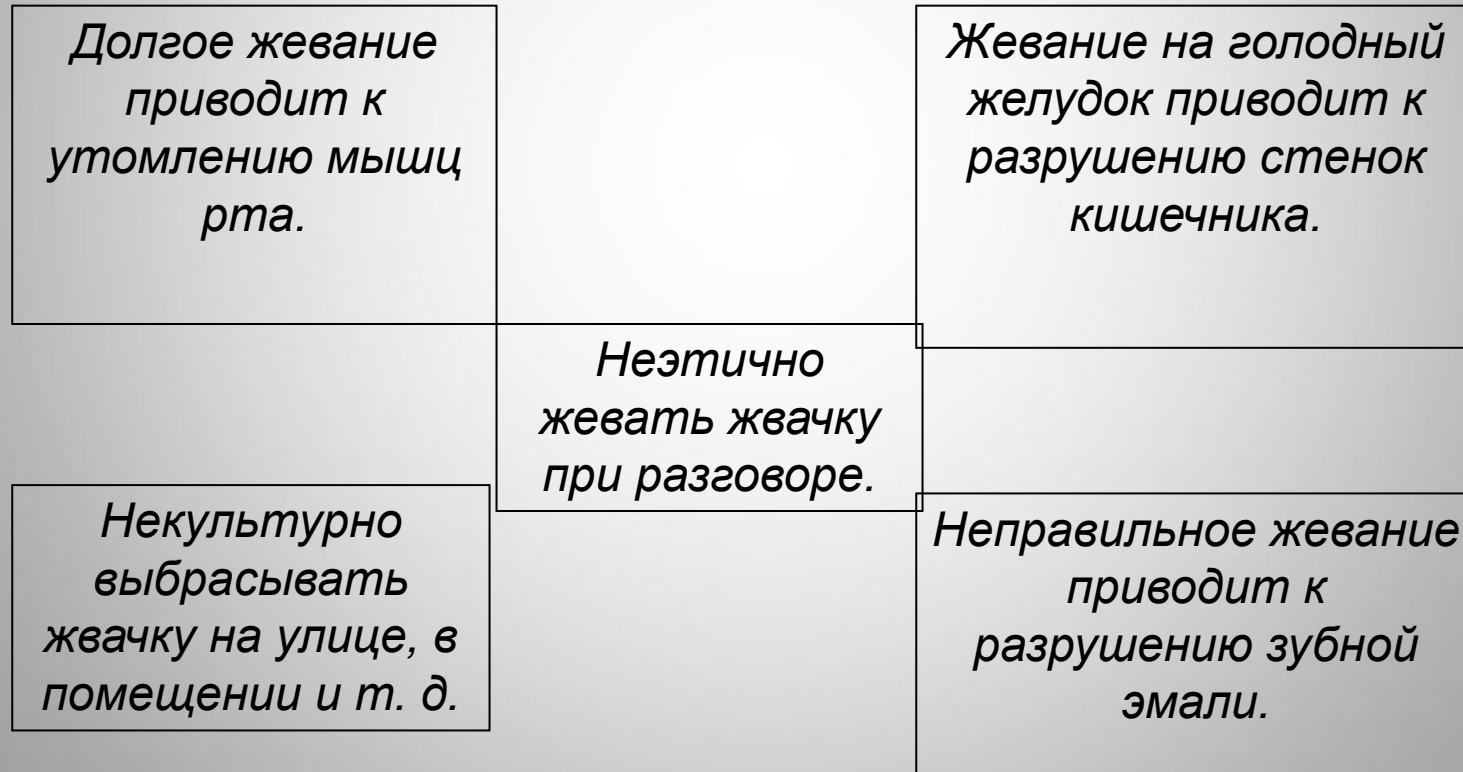 Долгое жевание
приводит к
утомлению мышц
рта.
Жевание на голодный
желудок приводит к
разрушению стенок
кишечника.
Неэтично
жевать жвачку
при разговоре.
Некультурно
выбрасывать
жвачку на улице, в
помещении и т. д.
Неправильное жевание
приводит к
разрушению зубной
эмали.